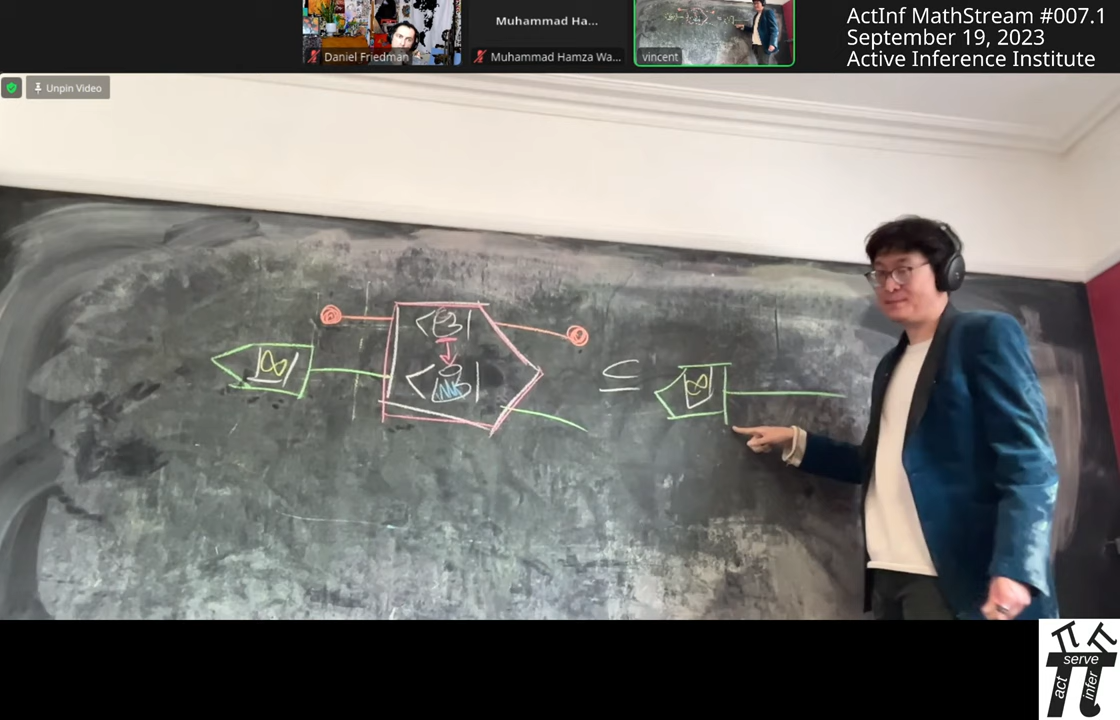 Muhammad Ha...
Daniel Friedman
Muhammad Hamza Wa...
vincent
ActInf MathStream #007.1
September 19, 2023
Active Inference Institute
Unpin Video
⊆
serve
act
infer